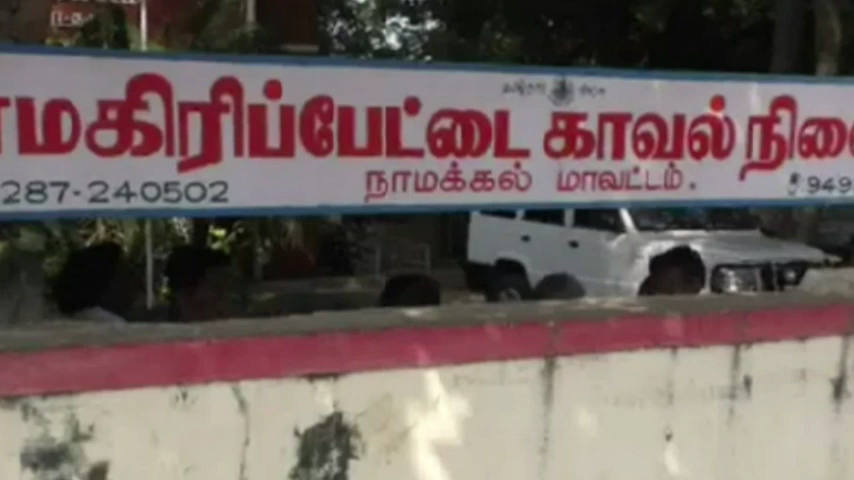 ாமகிரிப்பேட்டை காவல் நிலை
287-240502 நாமக்கல் மாவட்டம். 949